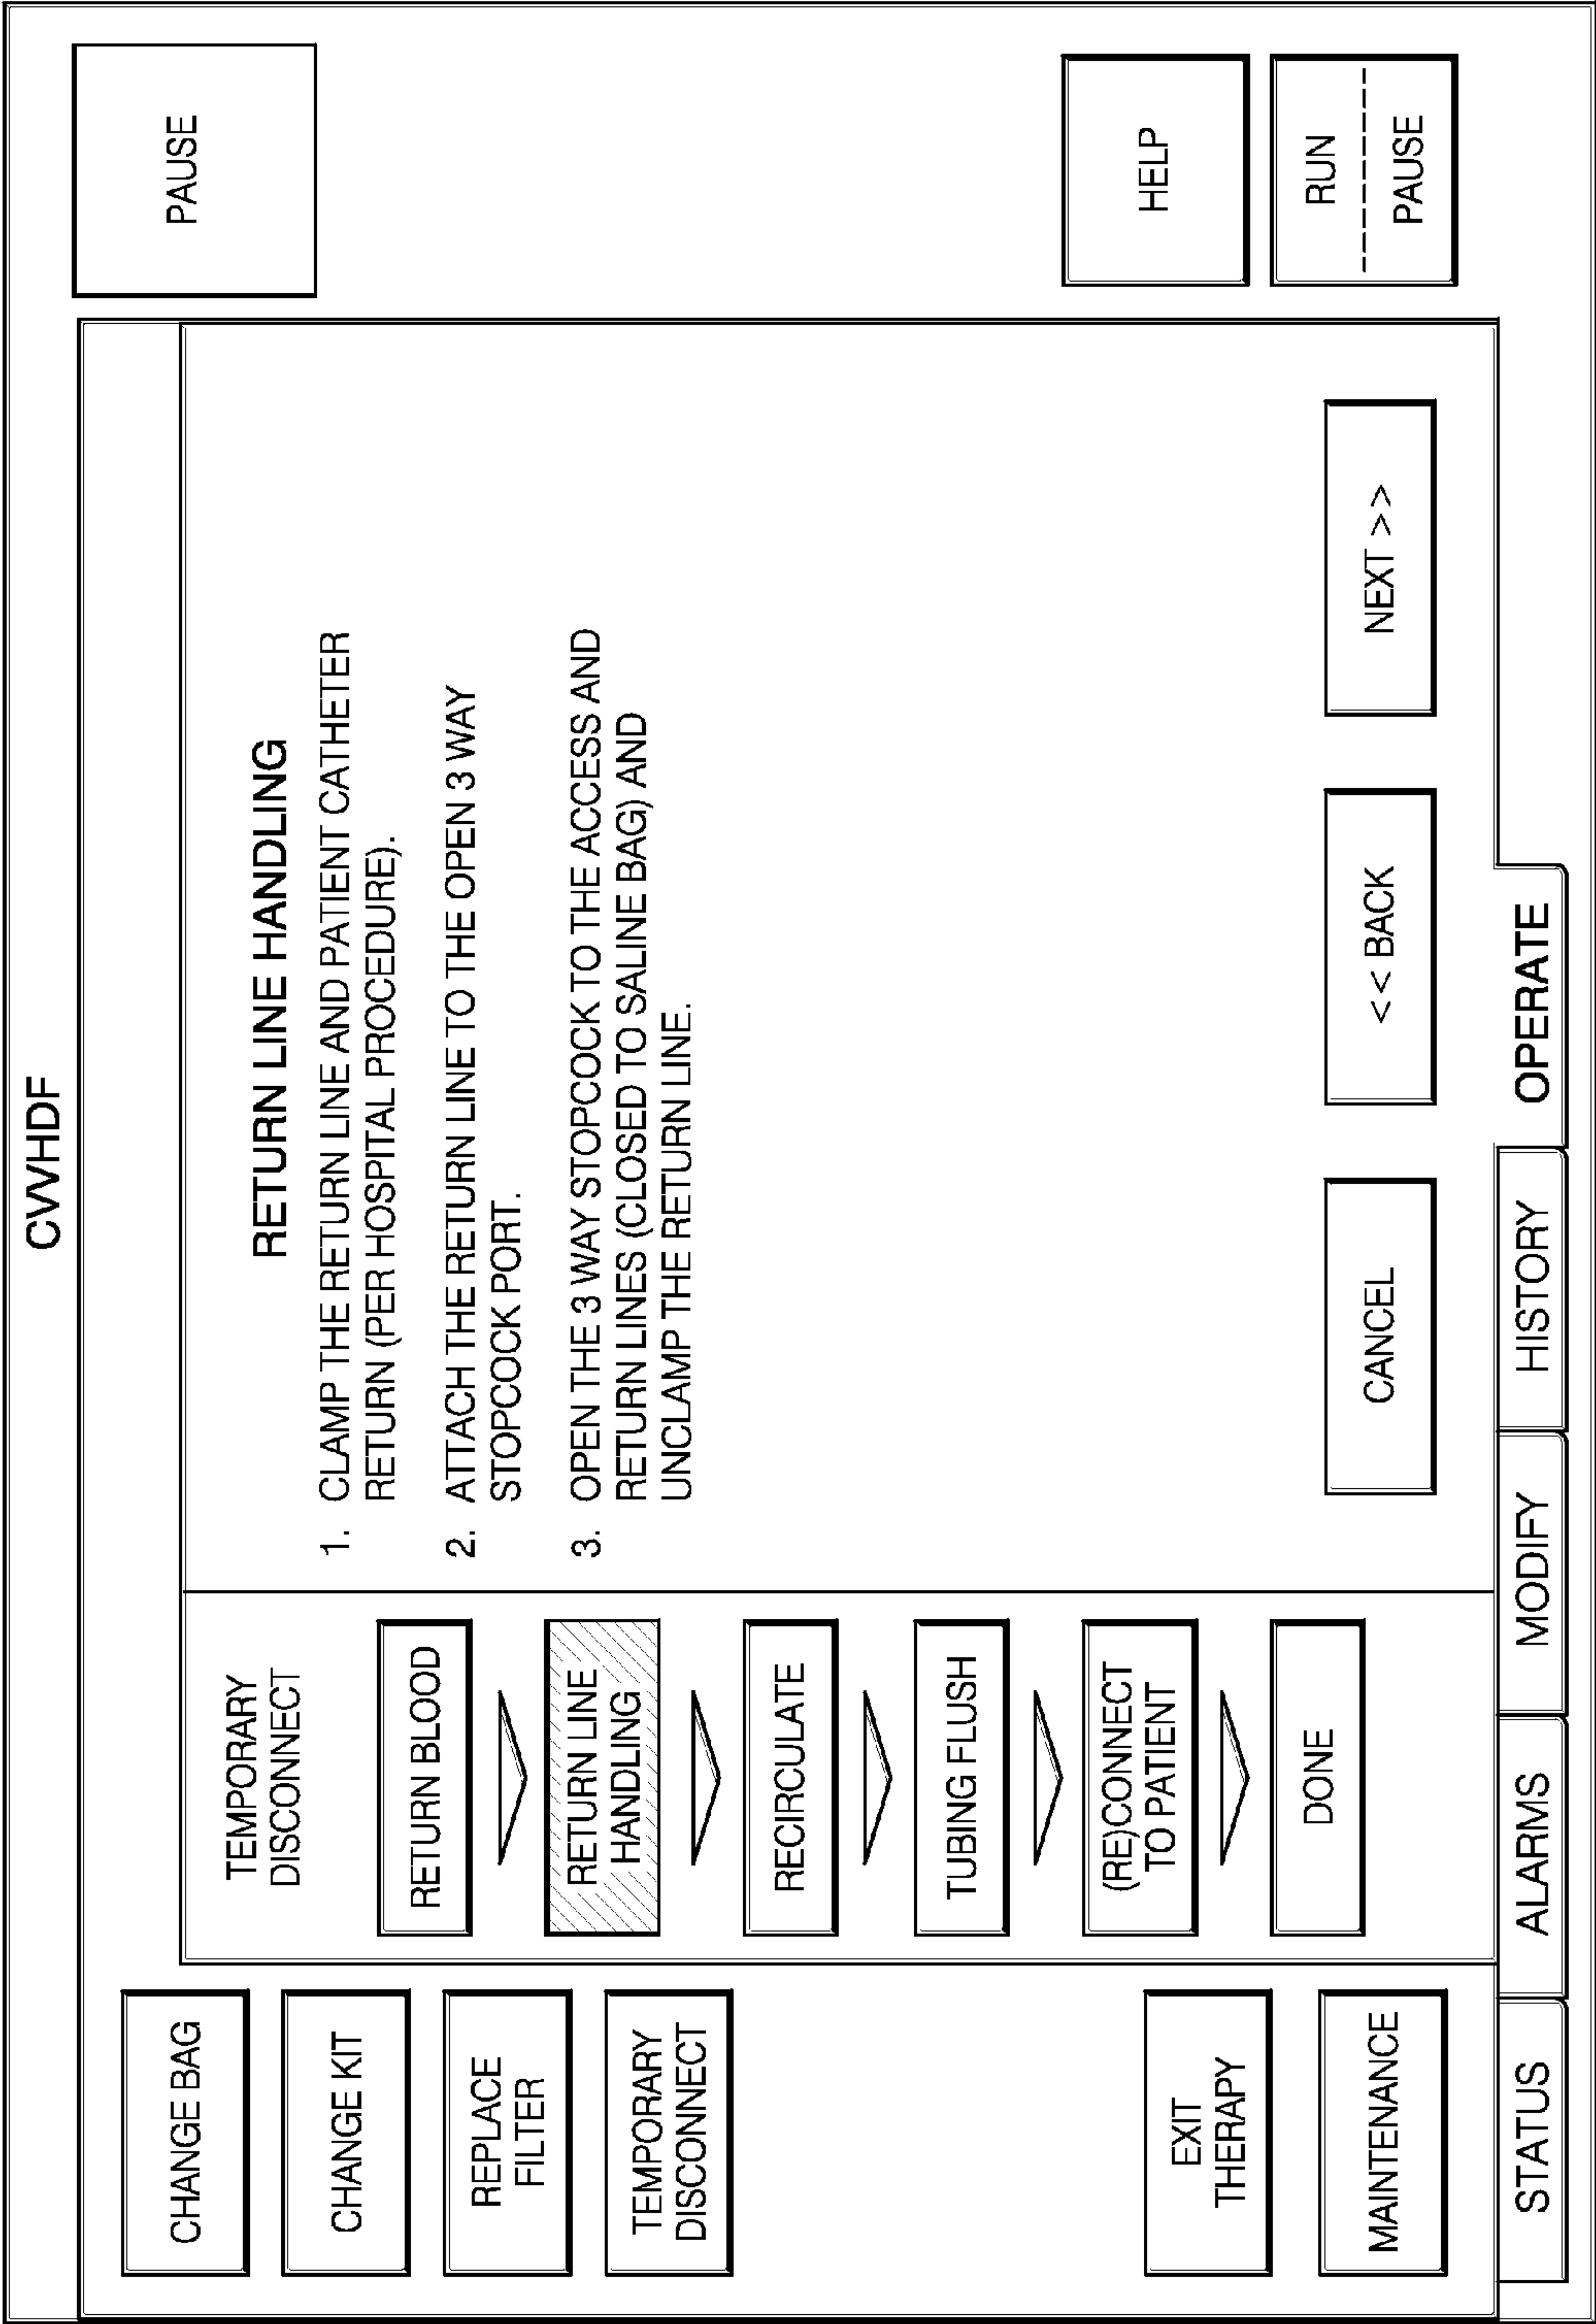 CVVHDF
PAUSE
CHANGE BAG
CHANGE KIT
REPLACE
FILTER
TEMPORARY
DISCONNECT
EXIT
THERAPY
MAINTENANCE
TEMPORARY
DISCONNECT
RETURN BLOOD
RETURN LINE
HANDLING
RECIRCULATE
TUBING FLUSH
(RE)CONNECT
TO PATIENT
DONE
RETURN LINE HANDLING
1. CLAMP THE RETURN LINE AND PATIENT CATHETER
RETURN (PER HOSPITAL PROCEDURE).
2. ATTACH THE RETURN LINE TO THE OPEN 3 WAY
STOPCOCK PORT.
3. OPEN THE 3 WAY STOPCOCK TO THE ACCESS AND
RETURN LINES (CLOSED TO SALINE BAG) AND
UNCLAMP THE RETURN LINE.
CANCEL
<< BACK
NEXT >>
HELP
RUN
PAUSE
STATUS
ALARMS
MODIFY
HISTORY
OPERATE